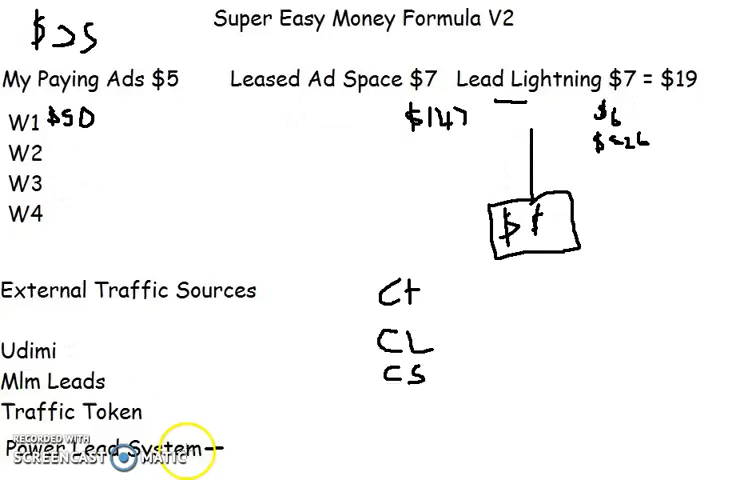 Super Easy Money Formula V2
My Paying Ads $5 Leased Ad Space $7 Lead Lightning $7 = $19
W1 $50 $147 $6
W2
W3
W4
External Traffic Sources Ct
Udimi CL
Mlm Leads CS
Traffic Token
RECORDED WITH
Power Lead System--
SCREENCAST MATIC